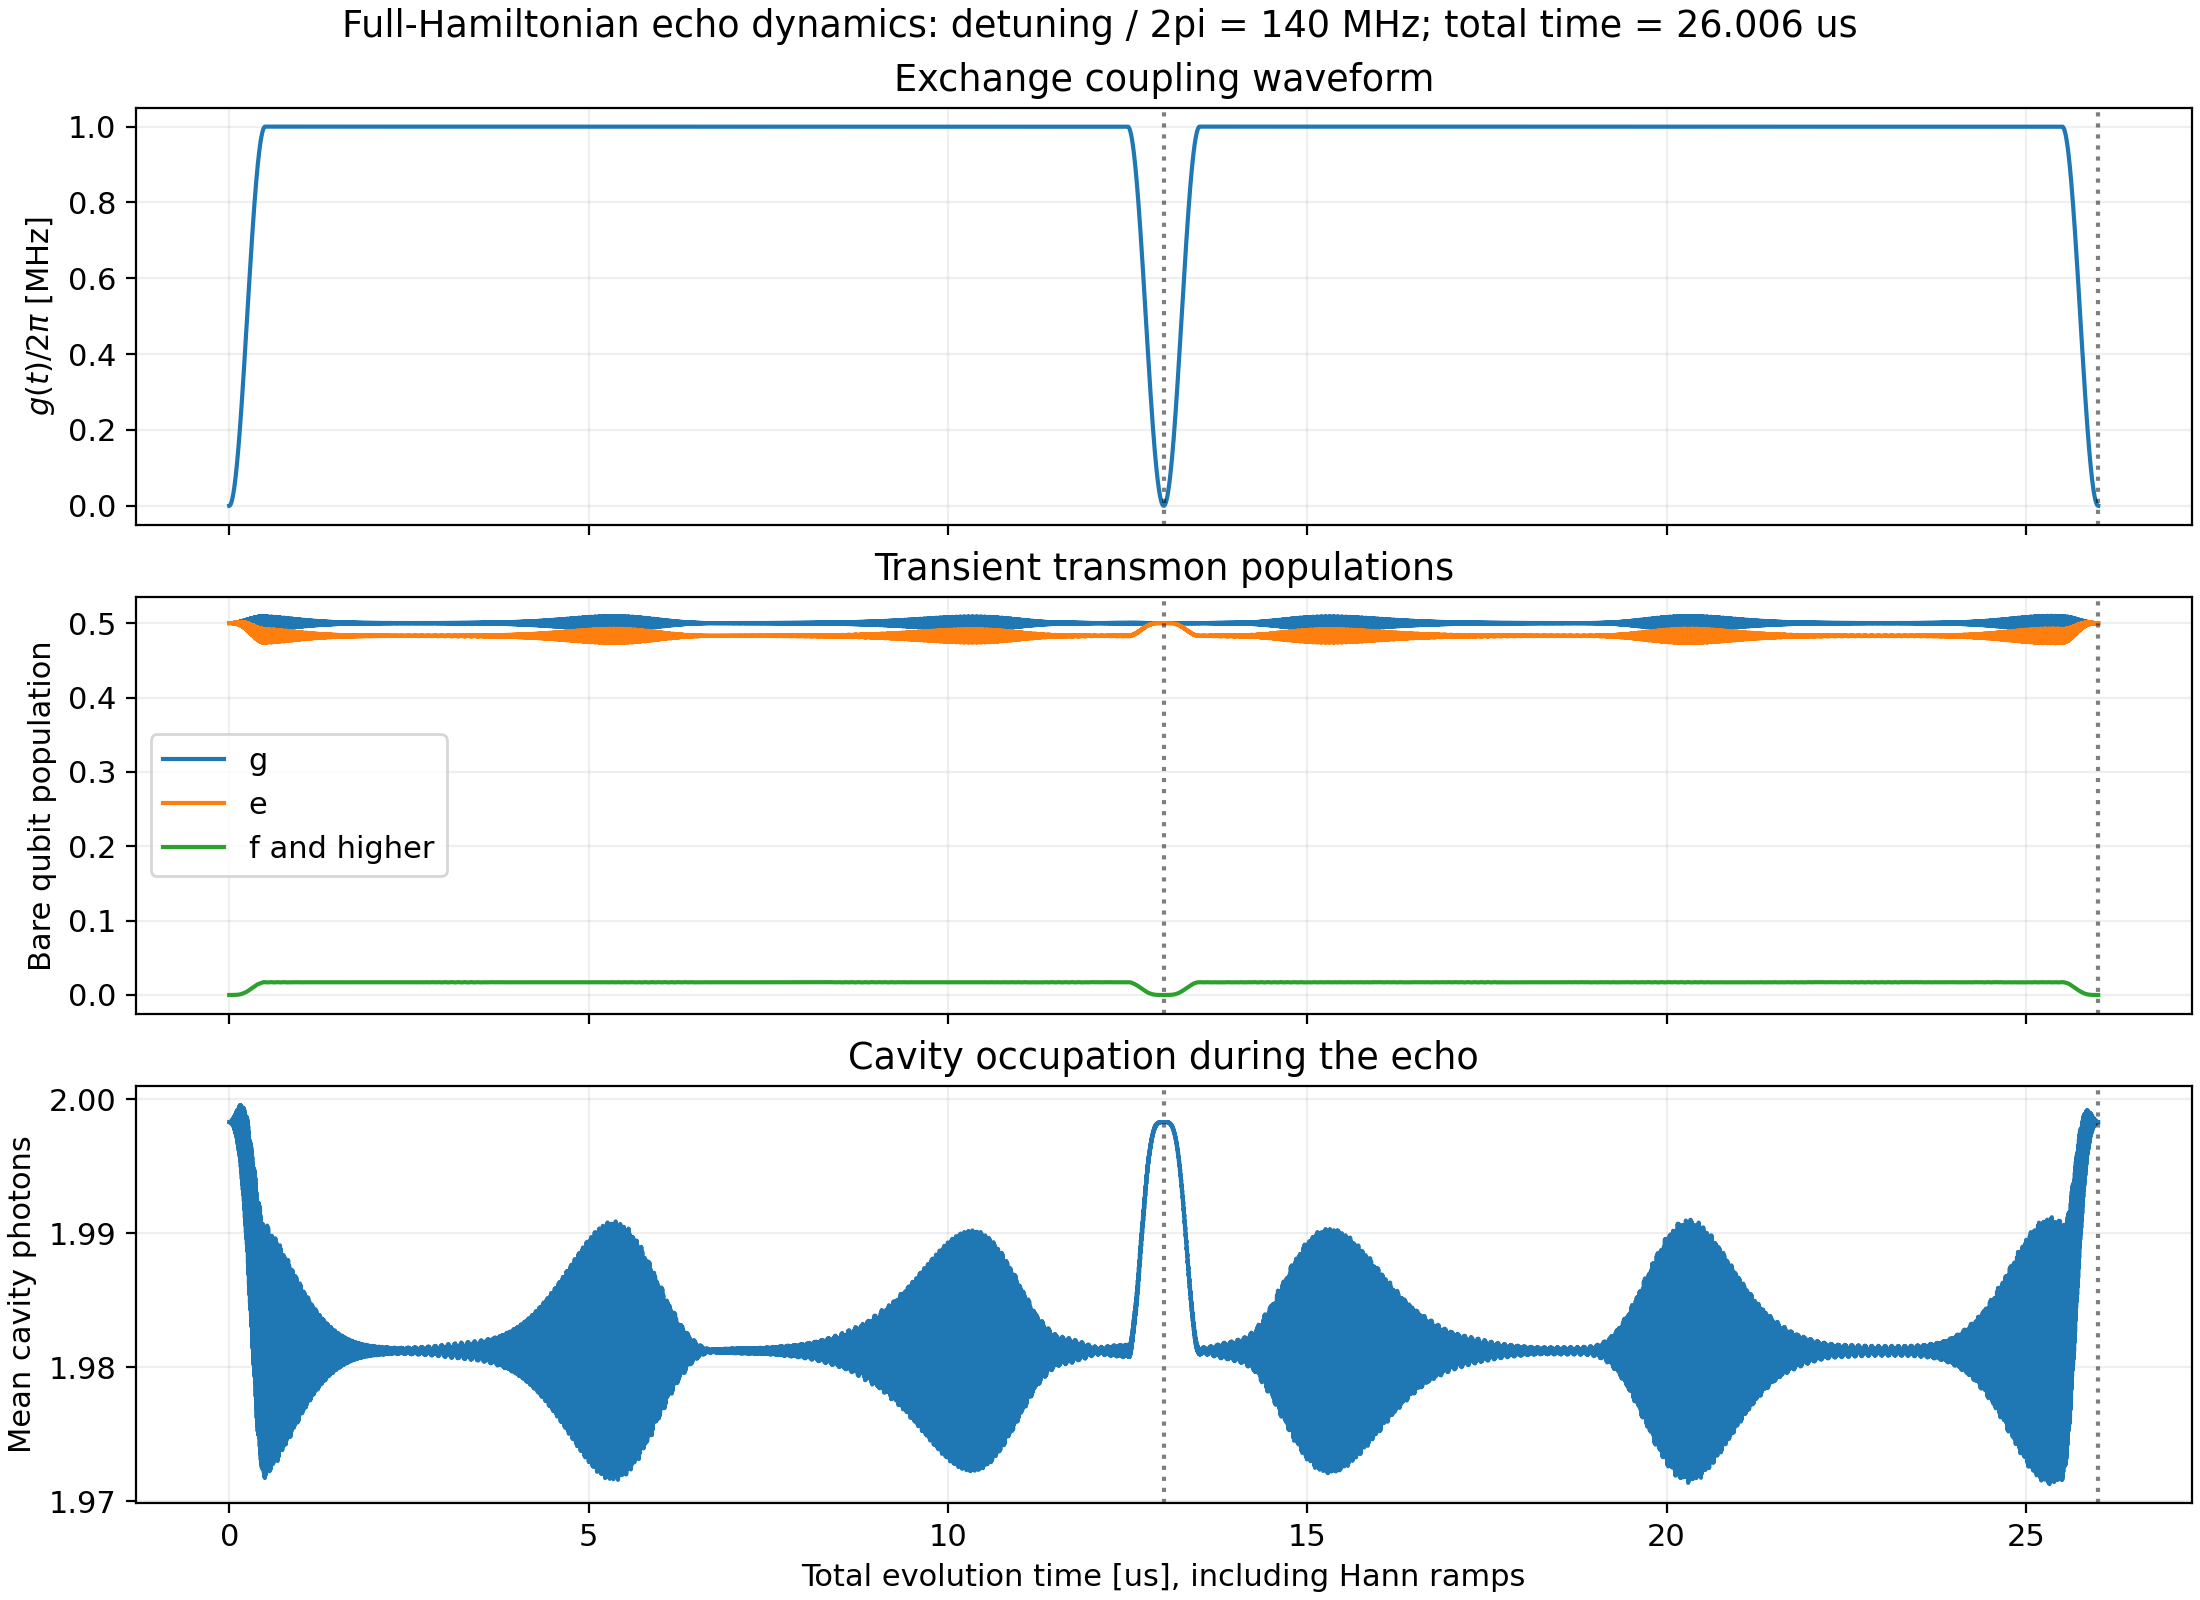 Full-Hamiltonian echo dynamics: detuning / 2pi = 140 MHz; total time = 26.006 us
Exchange coupling waveform
g(t)/2π [MHz]
1.0
0.8
0.6
0.4
0.2
0.0
Transient transmon populations
Bare qubit population
0.5
0.4
0.3
0.2
0.1
0.0
g
e
f and higher
Cavity occupation during the echo
Mean cavity photons
2.00
1.99
1.98
1.97
0 5 10 15 20 25
Total evolution time [us], including Hann ramps